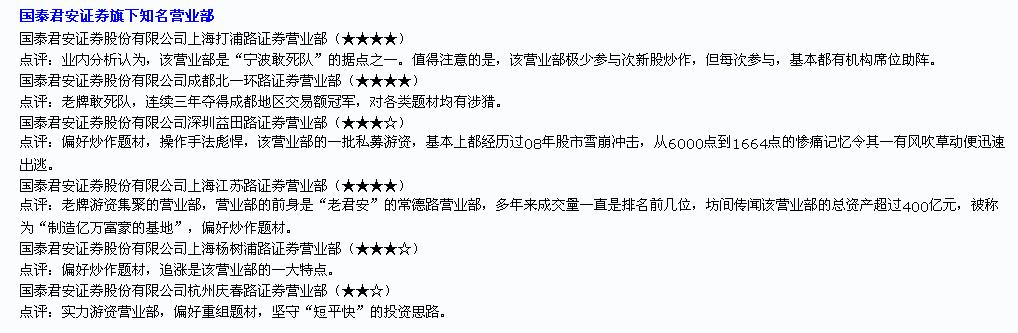 国泰君安证券旗下知名营业部
国泰君安证券股份有限公司上海打浦路证券营业部（★★★★）
点评：业内分析认为，该营业部是“宁波敢死队”的据点之一。值得注意的是，该营业部极少参与次新股炒作，但每次参与，基本都有机构席位助阵。
国泰君安证券股份有限公司成都北一环路证券营业部（★★★★）
点评：老牌敢死队，连续三年夺得成都地区交易额冠军，对各类题材均有涉猎。
国泰君安证券股份有限公司深圳益田路证券营业部（★★★☆）
点评：偏好炒作题材，操作手法彪悍，该营业部的一批私募游资，基本上都经历过08年股市雪崩冲击，从6000点到1664点的惨痛记忆令其一有风吹草动便迅速
出逃。
国泰君安证券股份有限公司上海江苏路证券营业部（★★★★）
点评：老牌游资集聚的营业部，营业部的前身是“老君安”的常德路营业部，多年来成交量一直是排名前几位，坊间传闻该营业部的总资产超过400亿元，被称
为“制造亿万富豪的基地”，偏好炒作题材。
国泰君安证券股份有限公司上海杨树浦路证券营业部（★★★☆）
点评：偏好炒作题材，追涨是该营业部的一大特点。
国泰君安证券股份有限公司杭州庆春路证券营业部（★★☆）
点评：实力游资营业部，偏好重组题材，坚守“短平快”的投资思路。